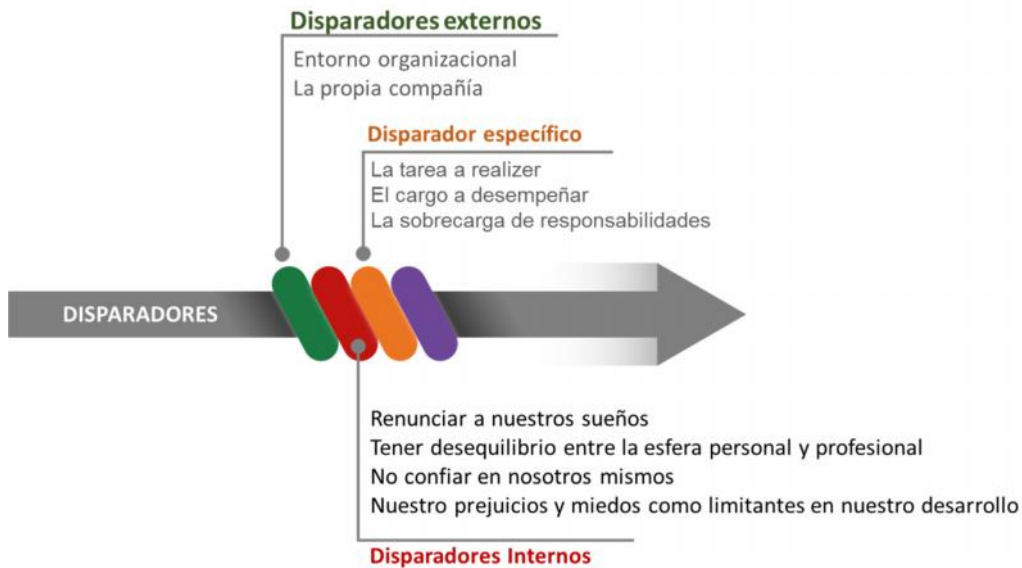 Disparadores externos
Entorno organizacional
La propia compañía
Disparador específico
La tarea a realizer
El cargo a desempeñar
La sobrecarga de responsabilidades
DISPARADORES
Renunciar a nuestros sueños
Tener desequilibrio entre la esfera personal y profesional
No confiar en nosotros mismos
Nuestro prejuicios y miedos como limitantes en nuestro desarrollo
Disparadores Internos